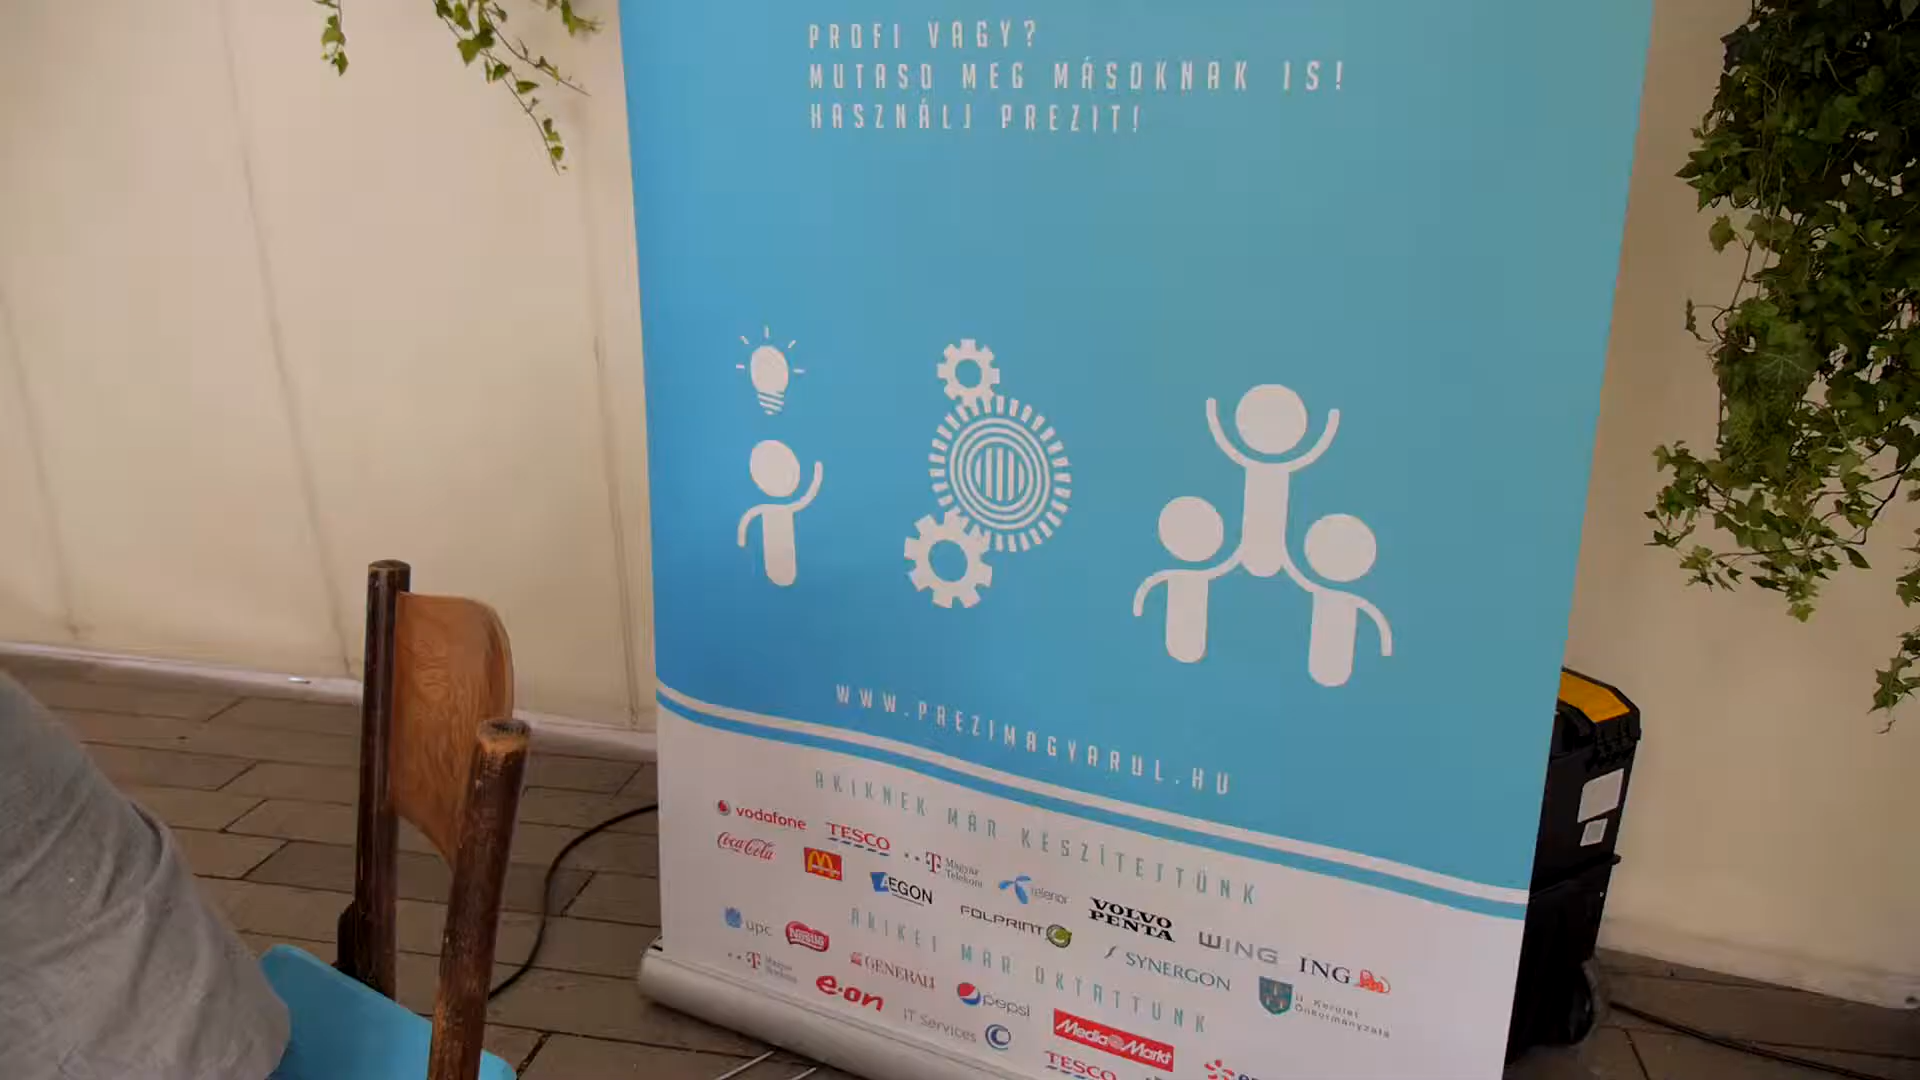 PROFI VAGY?
MUTASD MEG MÁSOKNAK IS!
HASZNÁLJ PREZIT!
WWW.PREZIMAGYARUL.HU
AKIKNEK MÁR KÉSZÍTETTÜNK
vodafone
TESCO
Magyar Telekom
telenor
VOLVO
PENTA
WING
ING
Coca-Cola
AEGON
FOLPRINT
SYNERGON
II. Kerület
Önkormányzata
AKIKET MÁR OKTATTUNK
upc
Nestlé
GENERALI
pepsi
Media Markt
Magyar Telekom
e·on
IT Services
TESCO